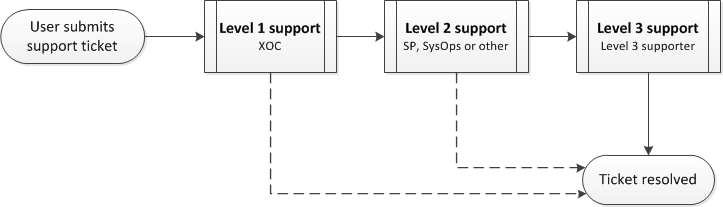 User submits
support ticket
Level 1 support
XOC
Level 2 support
SP, SysOps or other
Level 3 support
Level 3 supporter
Ticket resolved